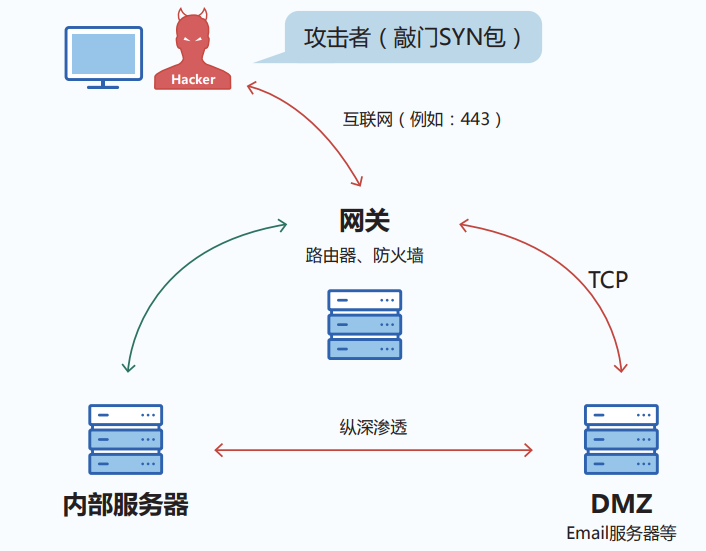 攻击者（敲门SYN包）
Hacker
互联网（例如：443）
网关
路由器、防火墙
TCP
纵深渗透
内部服务器
DMZ
Email服务器等